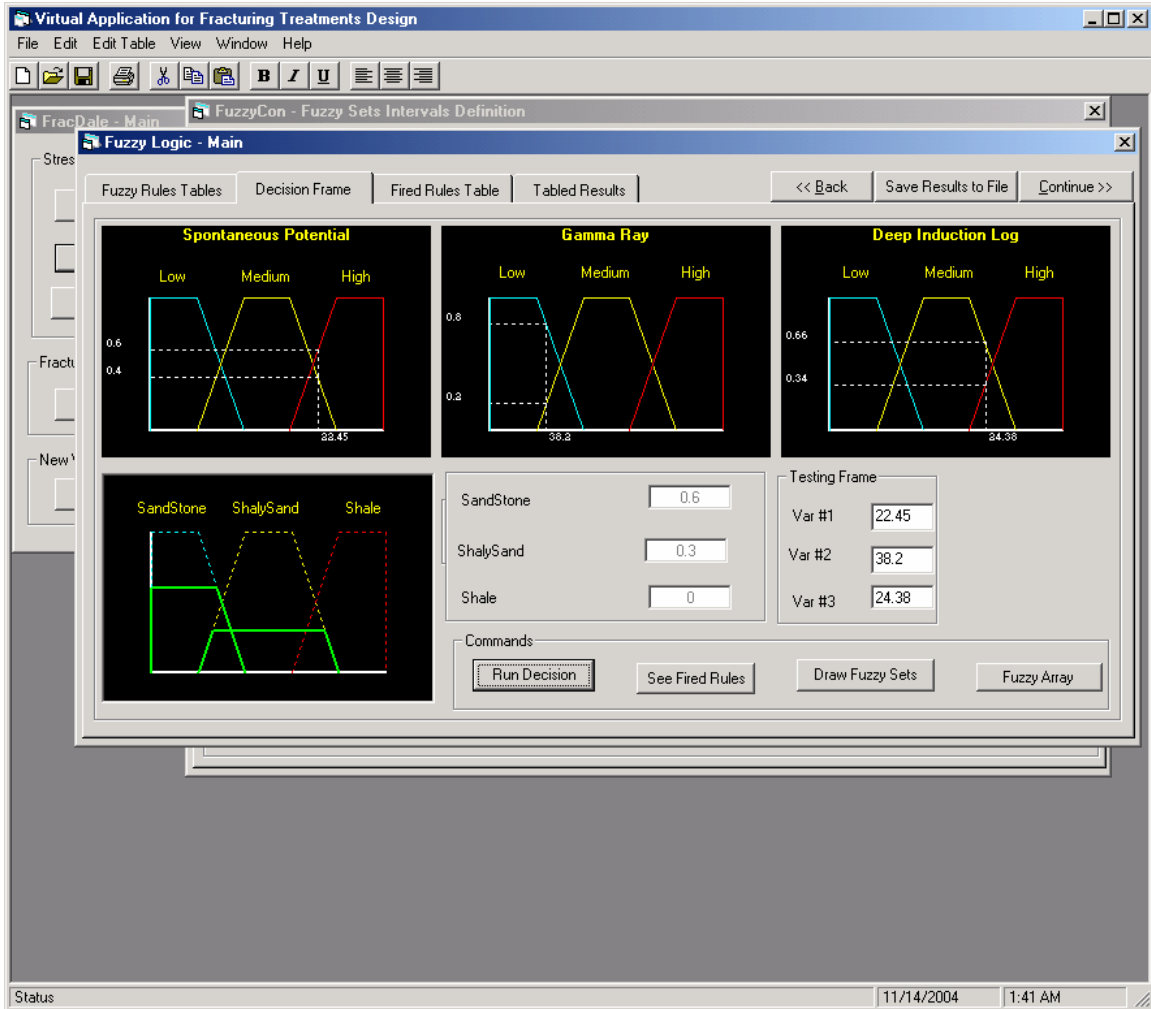 Virtual Application for Fracturing Treatments Design
File Edit Edit Table View Window Help
B I U
FuzzyCon - Fuzzy Sets Intervals Definition
FracDale - Main
Fuzzy Logic - Main
Stres
Fractu
New
Fuzzy Rules Tables Decision Frame Fired Rules Table Tabled Results << Back Save Results to File Continue >>
Spontaneous Potential
Low Medium High
0.6
0.4
22.45
Gamma Ray
Low Medium High
0.8
0.2
38.2
Deep Induction Log
Low Medium High
0.66
0.34
24.38
SandStone ShalySand Shale
SandStone 0.6
ShalySand 0.3
Shale 0
Testing Frame
Var #1 22.45
Var #2 38.2
Var #3 24.38
Commands
Run Decision See Fired Rules Draw Fuzzy Sets Fuzzy Array
Status 11/14/2004 1:41 AM